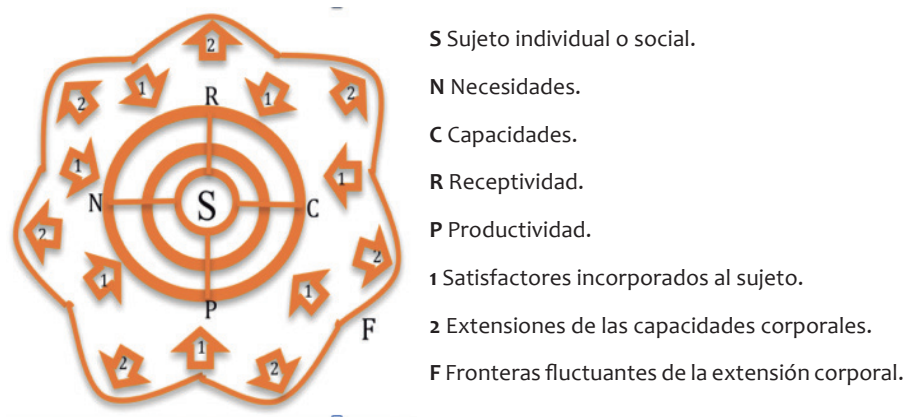 2
2
1
1
2
R
1
1
N
S
C
2
2
1
1
P
F
1
2
2
S Sujeto individual o social.
N Necesidades.
C Capacidades.
R Receptividad.
P Productividad.
1 Satisfactores incorporados al sujeto.
2 Extensiones de las capacidades corporales.
F Fronteras fluctuantes de la extensión corporal.